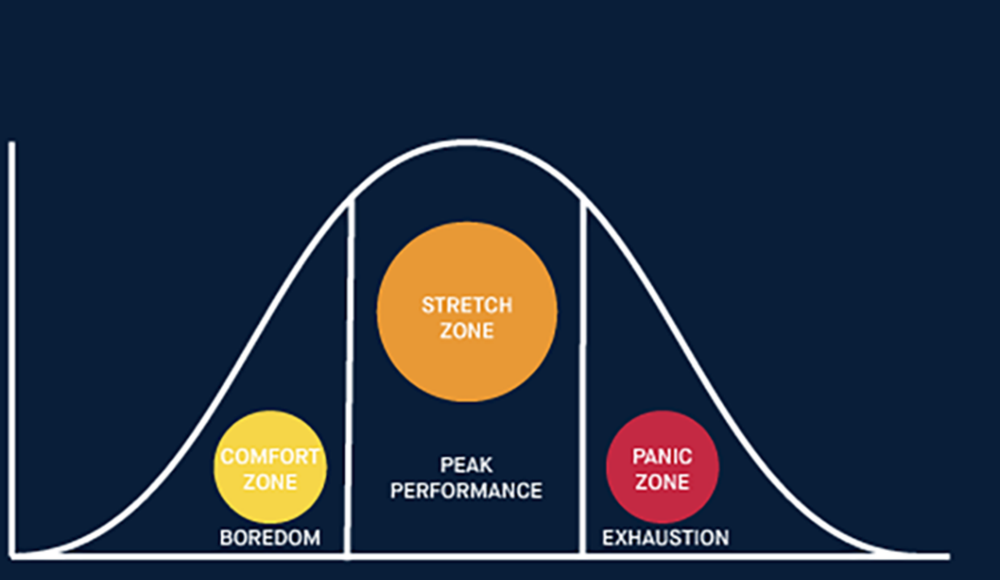 STRETCH
ZONE
COMFORT
ZONE
BOREDOM
PEAK
PERFORMANCE
PANIC
ZONE
EXHAUSTION